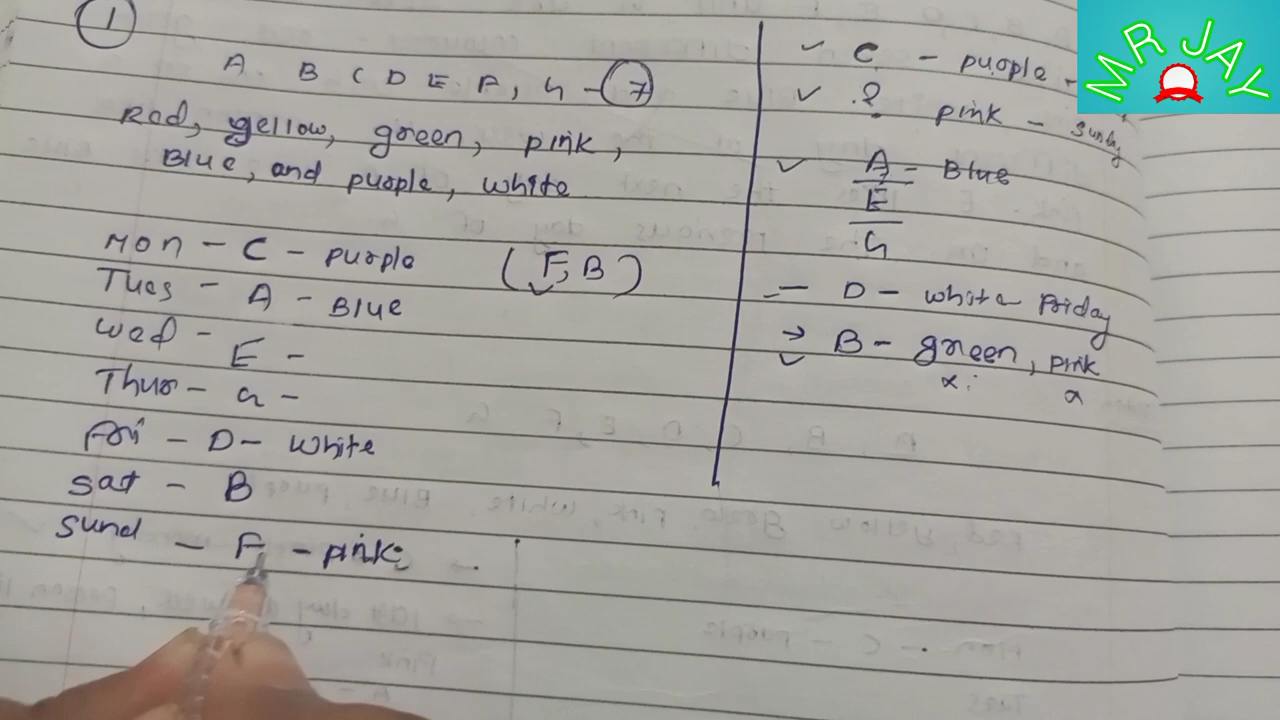 1
A. B C D E F, G - 7
Red, yellow, green, pink,
Blue, and purple, white
Mon - C - purple (F, B)
Tues - A - Blue
Wed - E -
Thur - G -
Fri - D - white
Sat - B
Sund - F - pink
C - purple -
? pink - Sunday
A - Blue
E
G
- D - white Friday
→ B - green, pink
x x
MR JAY